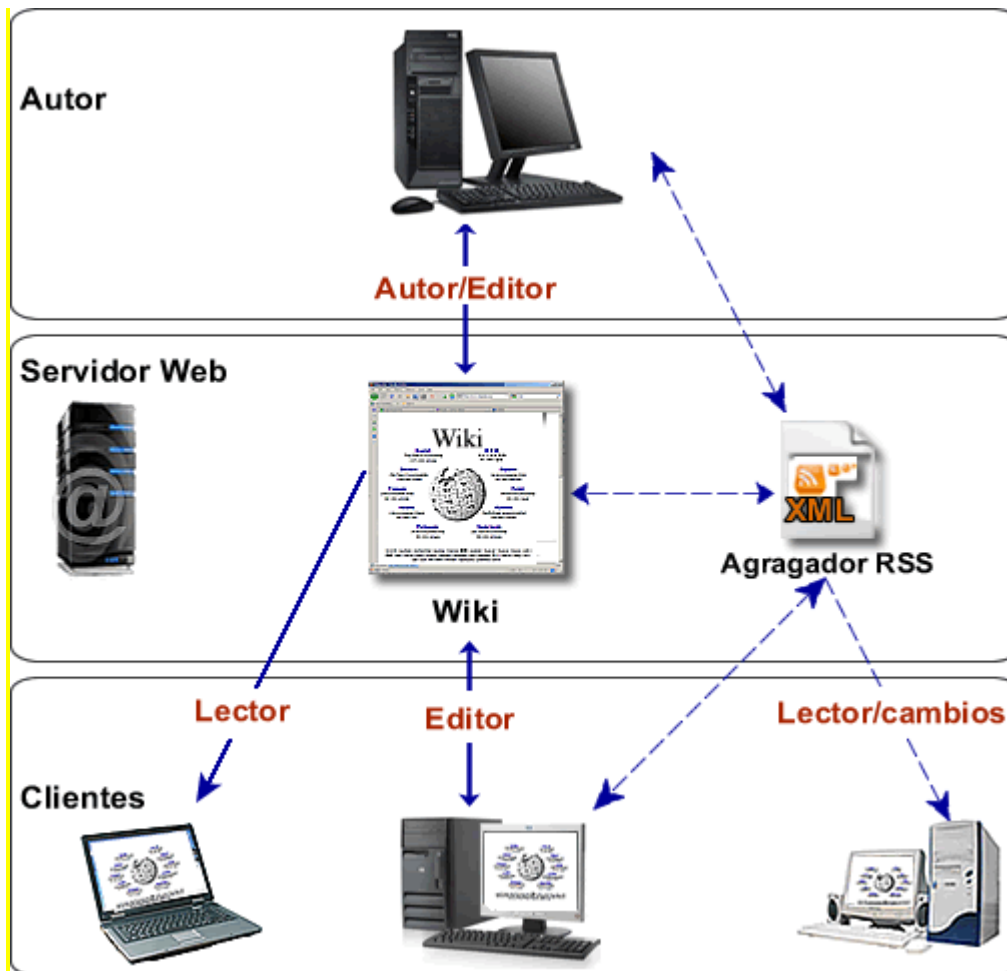 Autor
Autor/Editor
Servidor Web
@
Wiki
XML
Agragador RSS
Wiki
Lector
Editor
Lector/cambios
Clientes